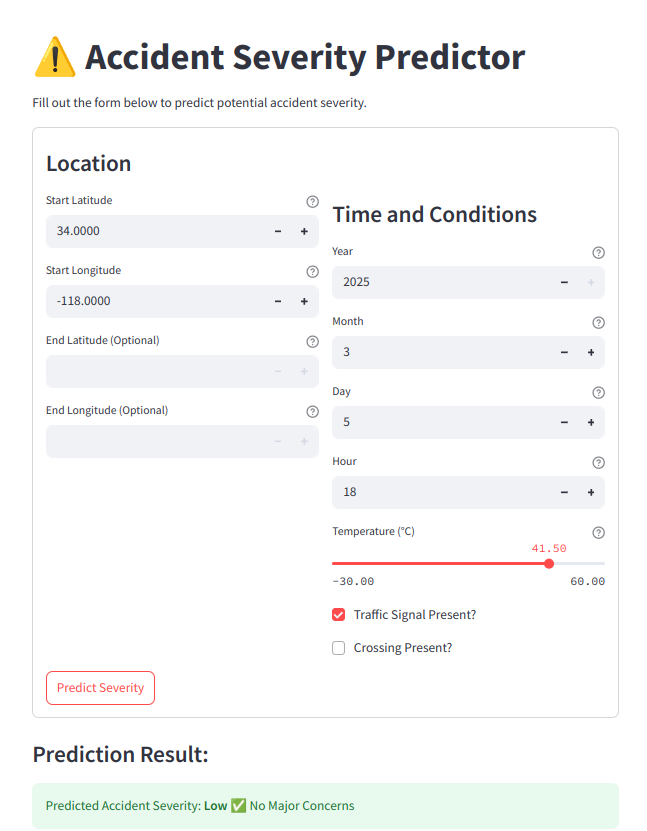 ⚠️ Accident Severity Predictor
Fill out the form below to predict potential accident severity.
Location
Start Latitude
34.0000
Start Longitude
-118.0000
End Latitude (Optional)
End Longitude (Optional)
Time and Conditions
Year
2025
Month
3
Day
5
Hour
18
Temperature (°C)
41.50
-30.00 60.00
Traffic Signal Present?
Crossing Present?
Predict Severity
Prediction Result:
Predicted Accident Severity: Low ✅ No Major Concerns